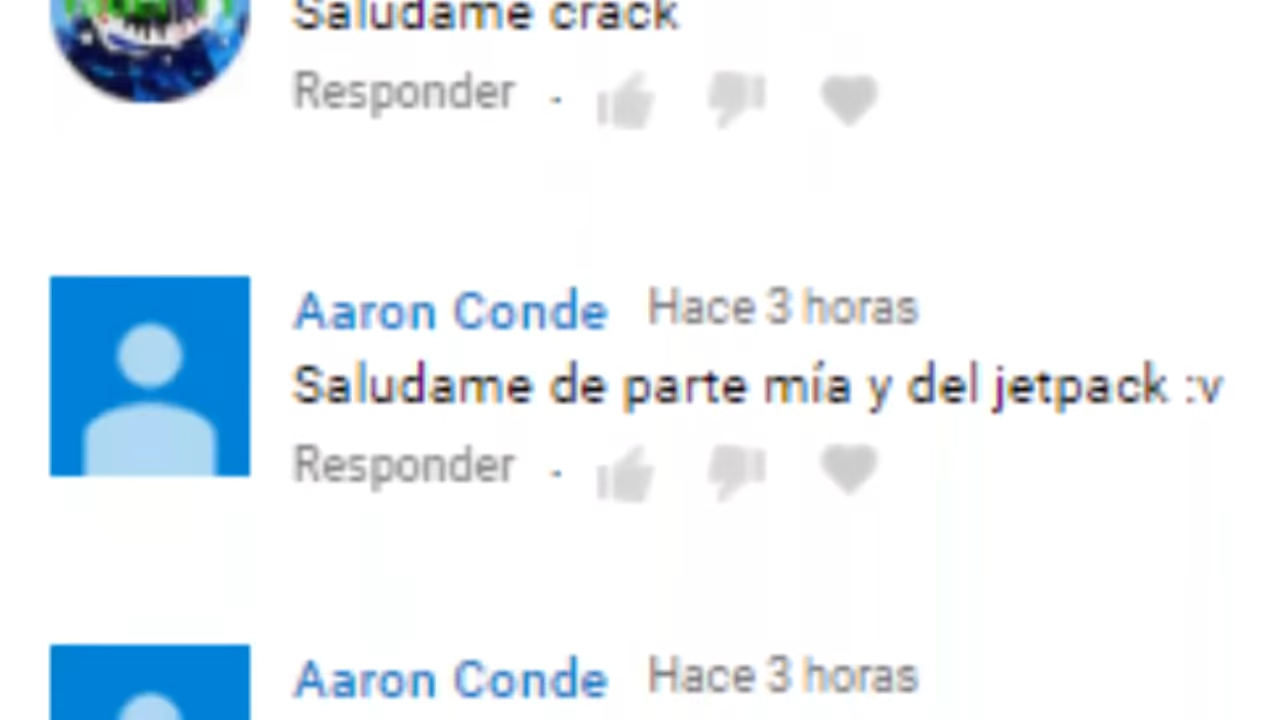 Saludame crack
Responder ·
Aaron Conde Hace 3 horas
Saludame de parte mía y del jetpack :v
Responder ·
Aaron Conde Hace 3 horas